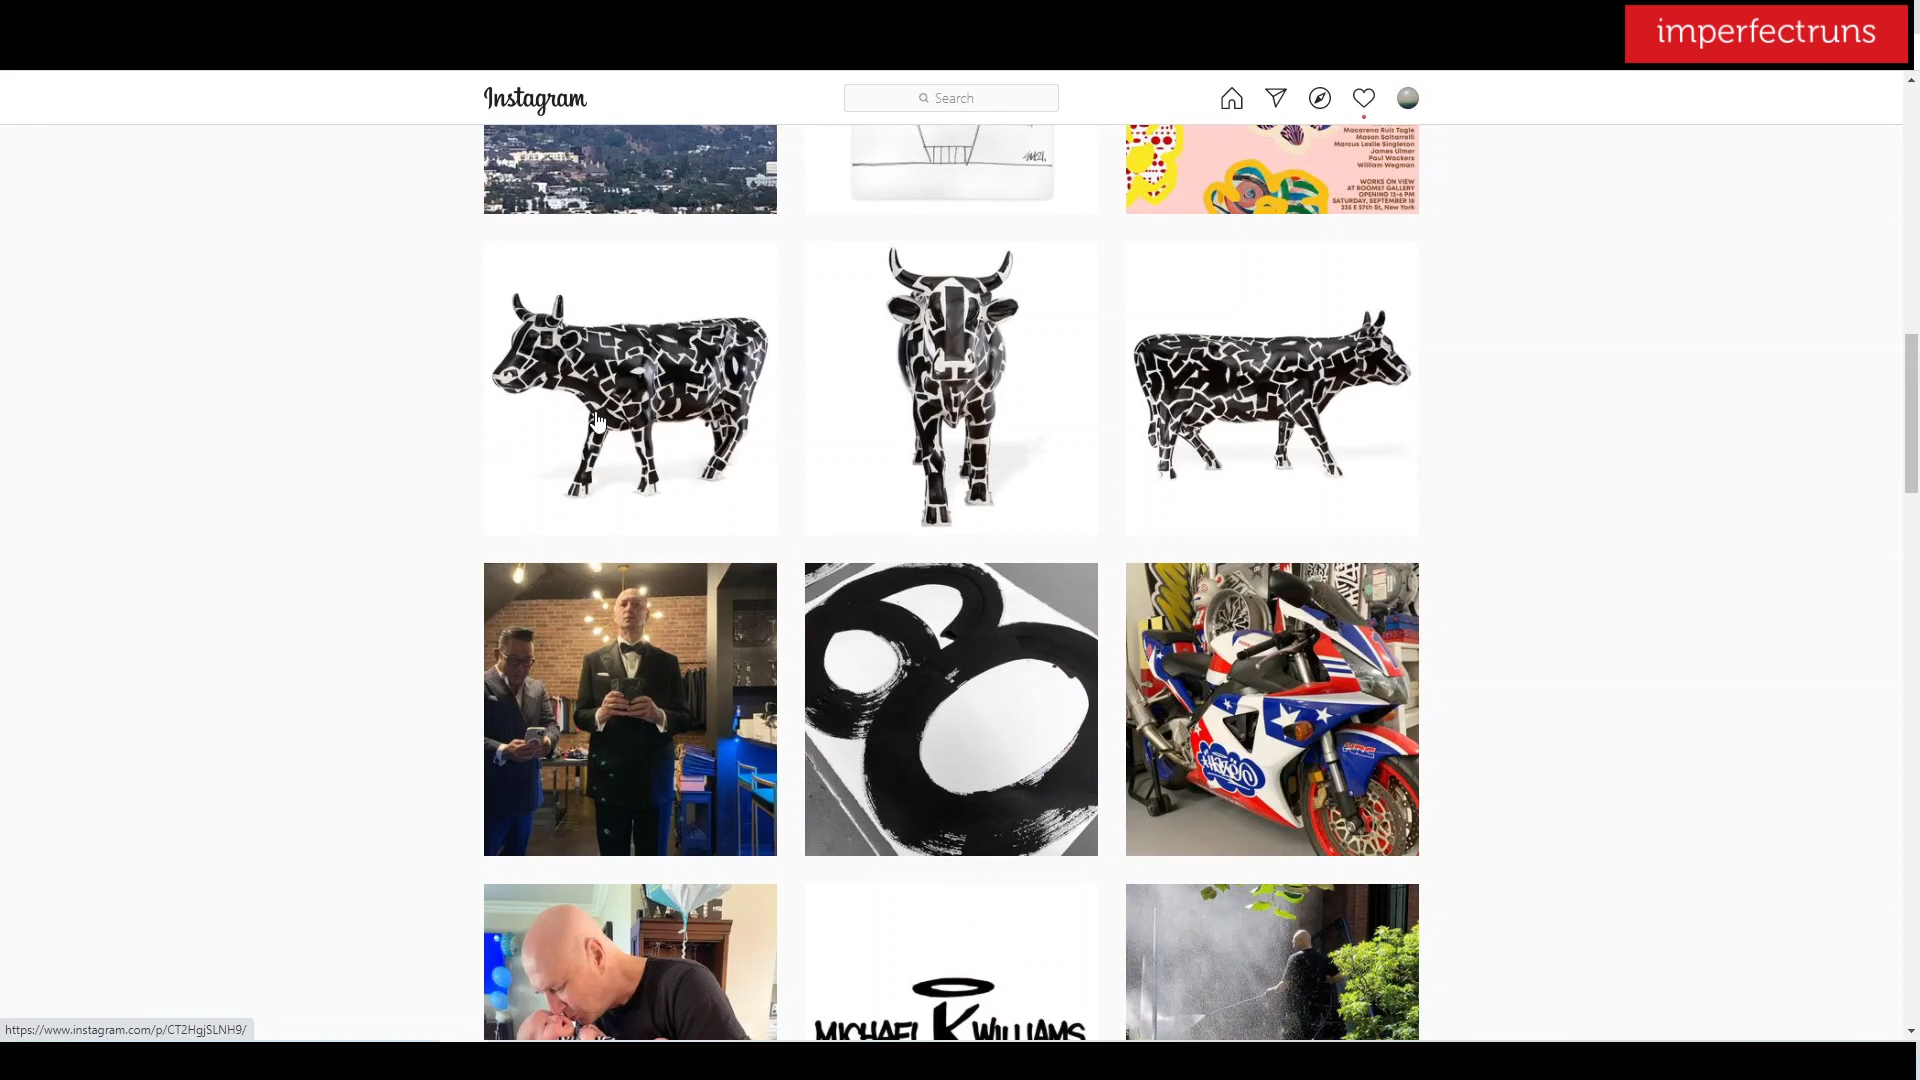 imperfectruns
Instagram
Search
Macarena Ruiz Tagle
Mason Saltarrelli
Marcus Leslie Singleton
James Ulmer
Paul Wackers
William Wegman
WORKS ON VIEW
AT ROOM57 GALLERY
OPENING 12-6 PM
SATURDAY, SEPTEMBER 18
236 E 57th St, New York
HRC
HAZE
MICHAEL K WILLIAMS
https://www.instagram.com/p/CT2HgjSLNH9/